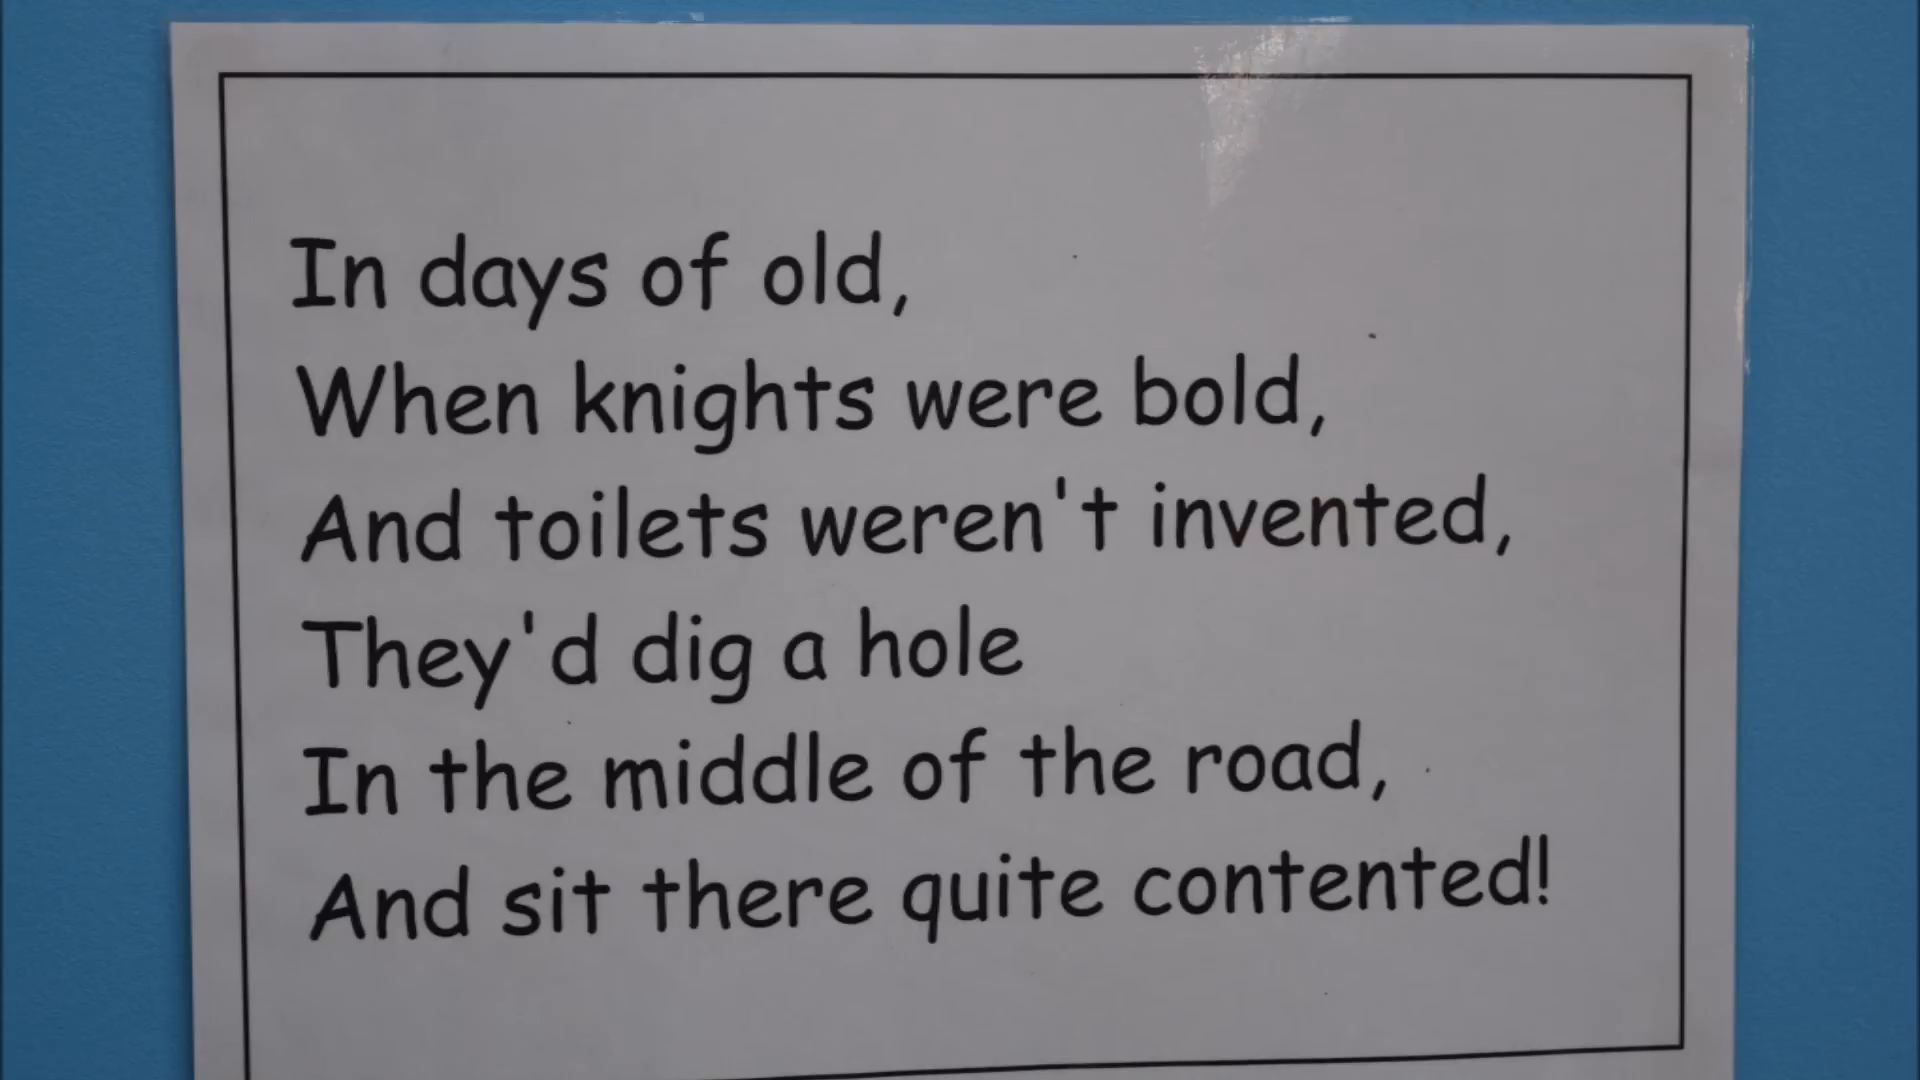 In days of old,
When knights were bold,
And toilets weren't invented,
They'd dig a hole
In the middle of the road,
And sit there quite contented!